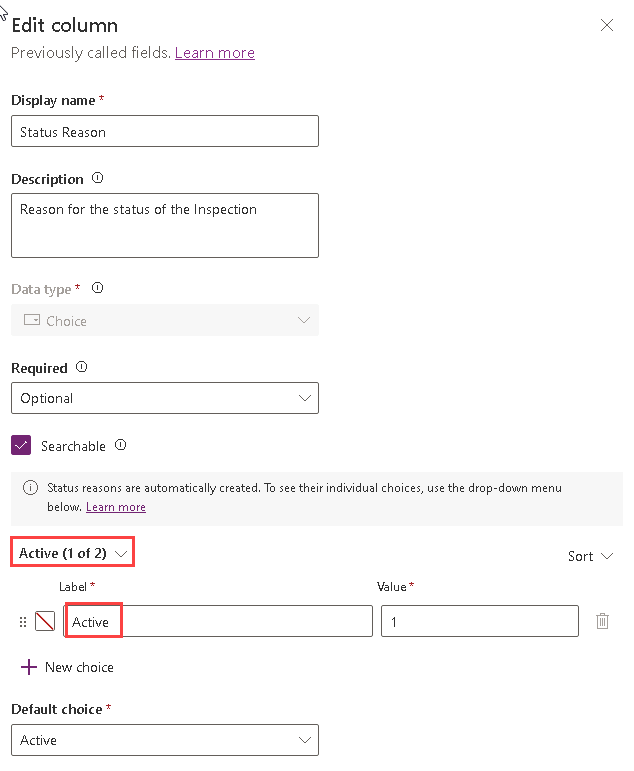 Edit column
Previously called fields. Learn more
Display name *
Status Reason
Description
Reason for the status of the Inspection
Data type *
Choice
Required
Optional
Searchable
Status reasons are automatically created. To see their individual choices, use the drop-down menu
below. Learn more
Active (1 of 2)
Sort
Label * Value *
Active 1
New choice
Default choice *
Active